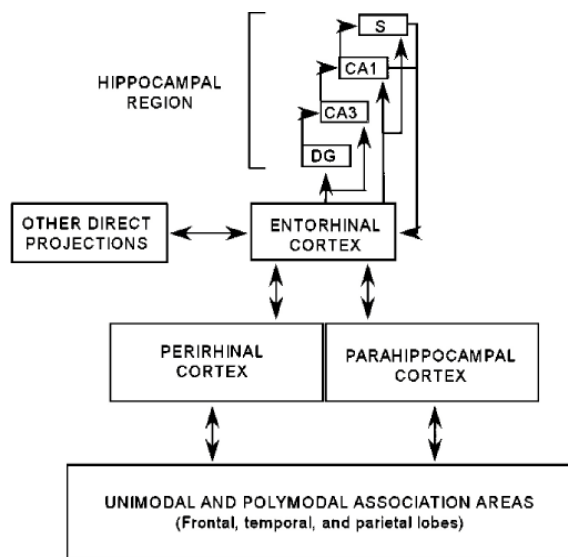 S
HIPPOCAMPAL
REGION
CA1
CA3
DG
OTHER DIRECT
PROJECTIONS
ENTORHINAL
CORTEX
PERIRHINAL
CORTEX
PARAHIPPOCAMPAL
CORTEX
UNIMODAL AND POLYMODAL ASSOCIATION AREAS
(Frontal, temporal, and parietal lobes)